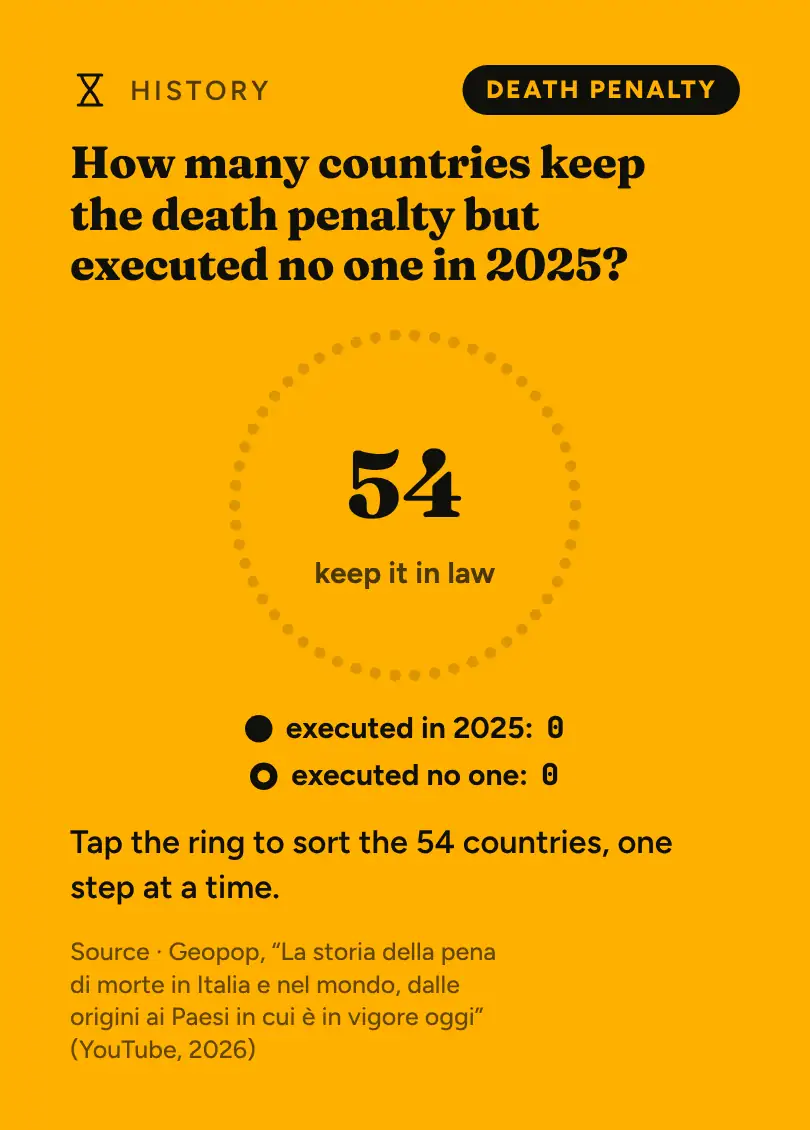 HISTORY
DEATH PENALTY
How many countries keep
the death penalty but
executed no one in 2025?
54
keep it in law
executed in 2025: 0
executed no one: 0
Tap the ring to sort the 54 countries, one
step at a time.
Source · Geopop, “La storia della pena
di morte in Italia e nel mondo, dalle
origini ai Paesi in cui è in vigore oggi”
(YouTube, 2026)